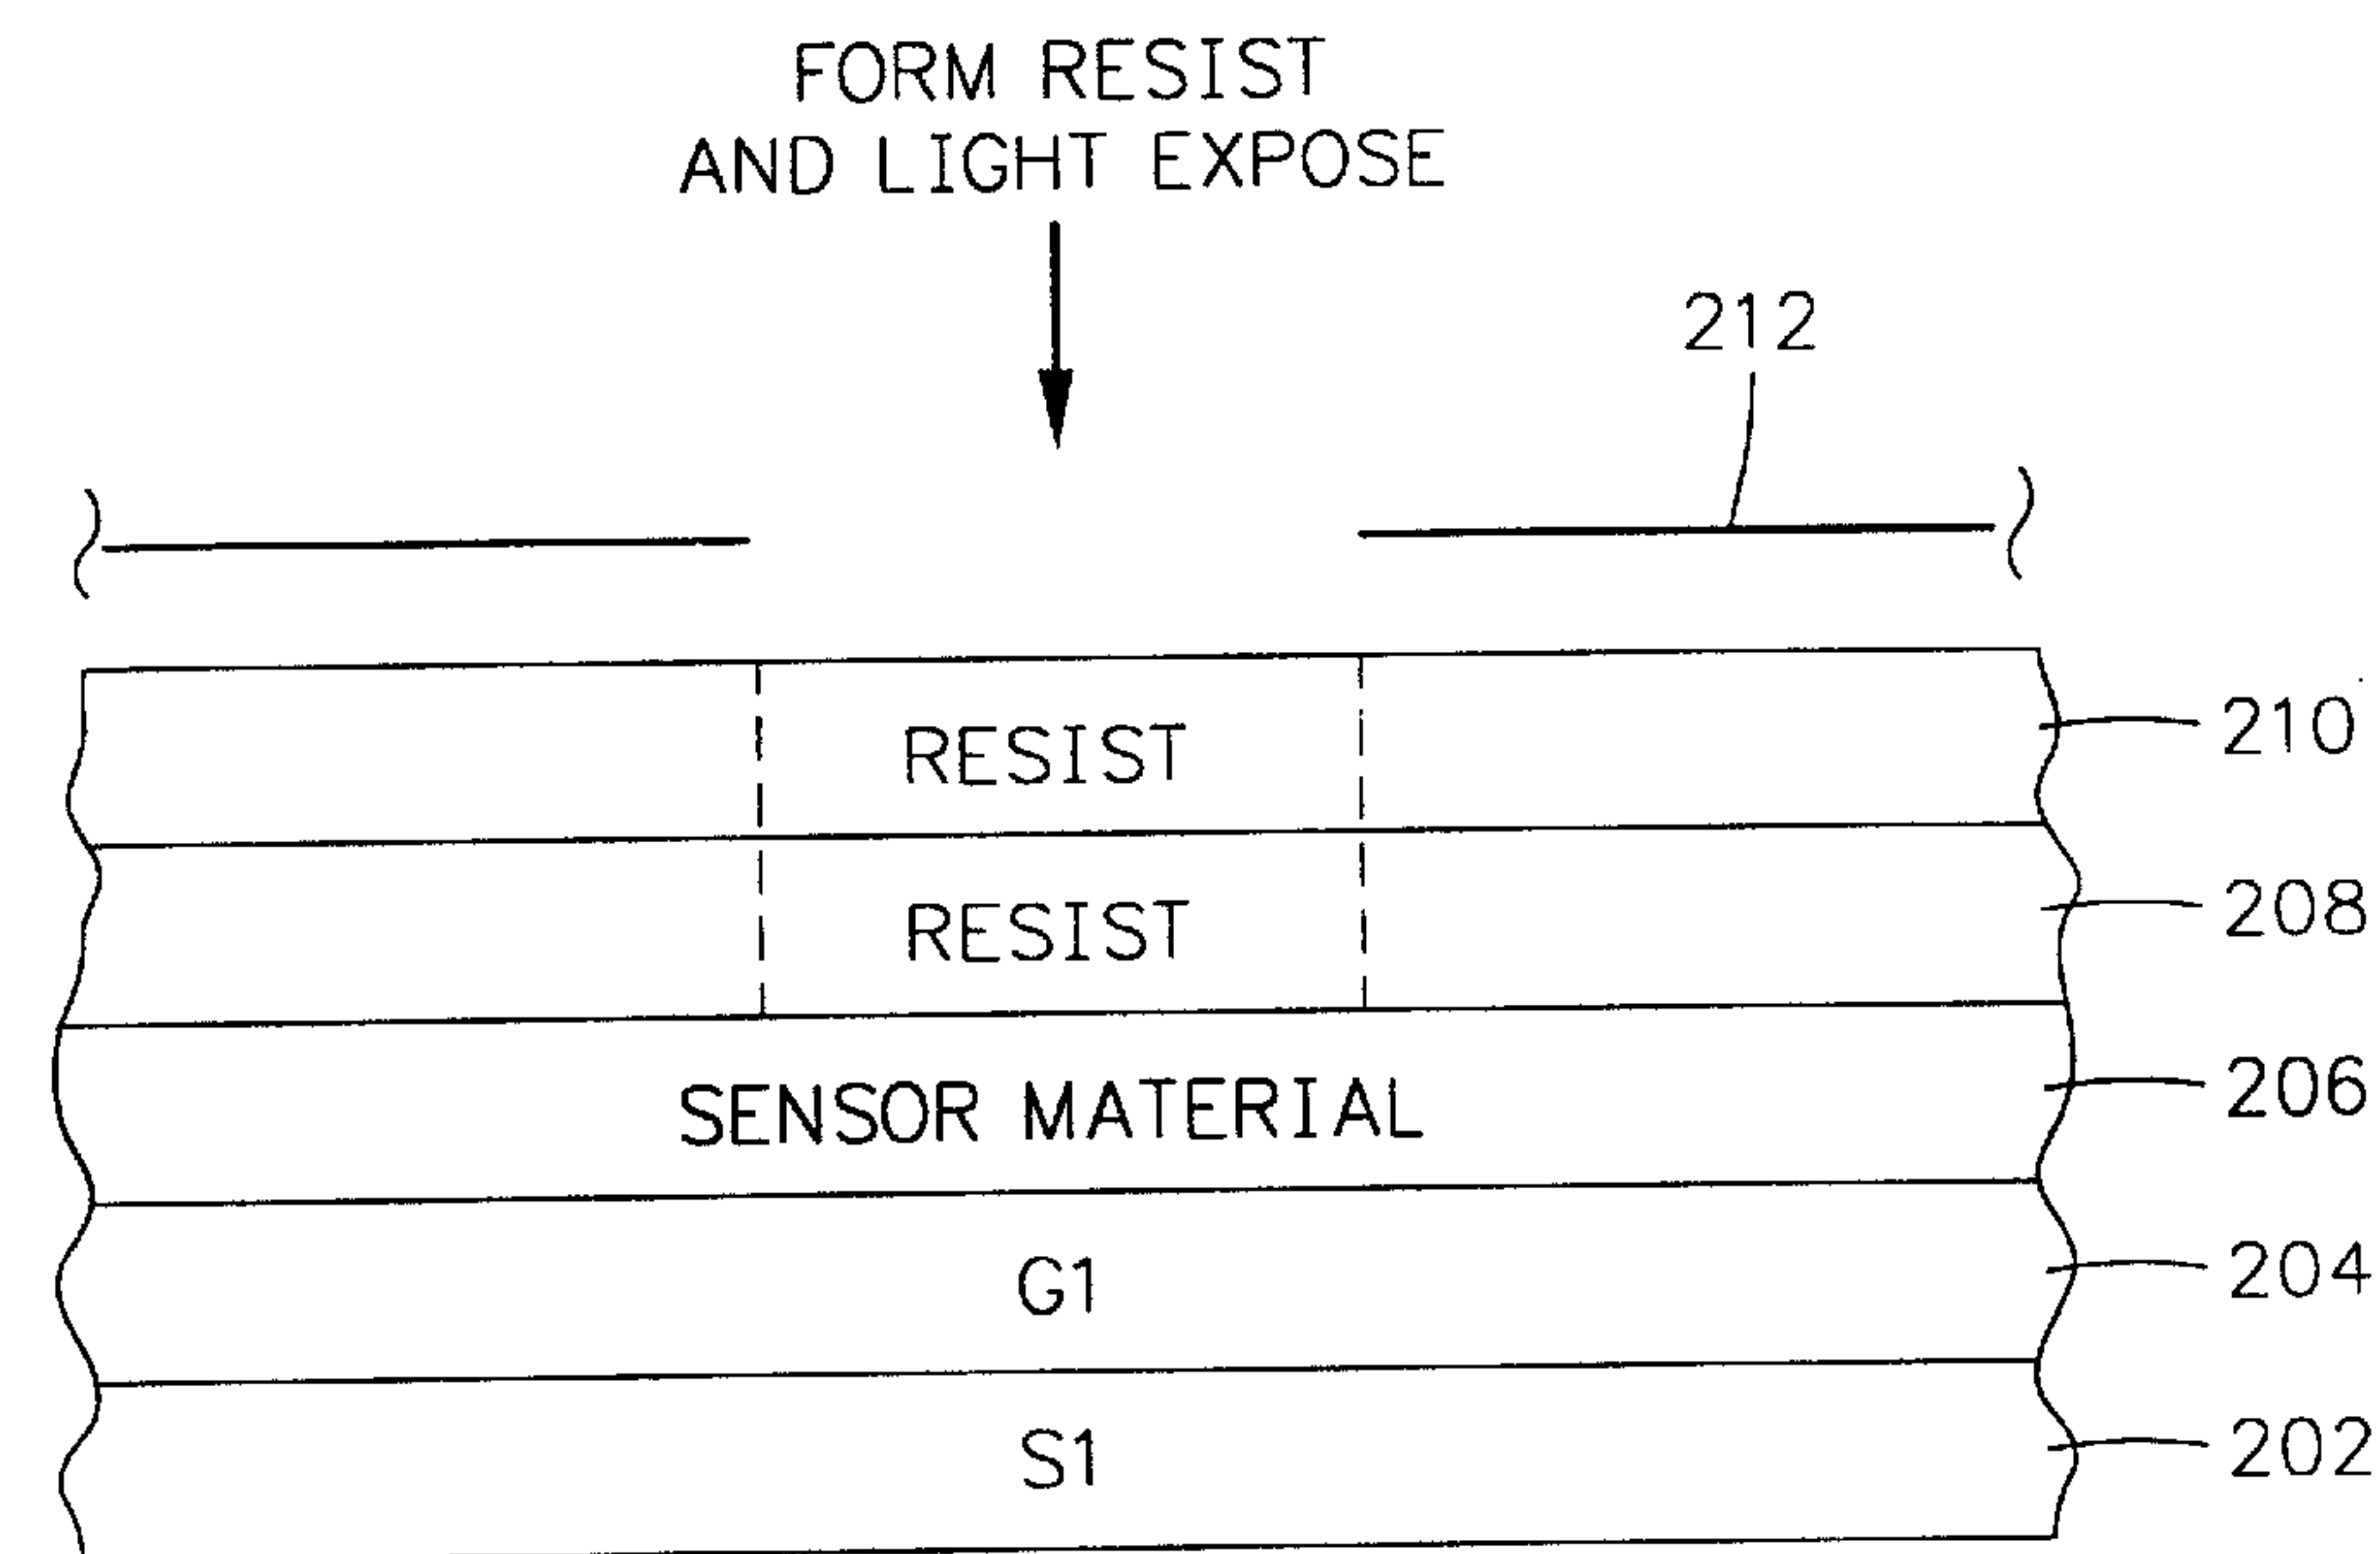 FORM RESIST
AND LIGHT EXPOSE
212
RESIST
210
RESIST
208
SENSOR MATERIAL
206
G1
204
S1
202